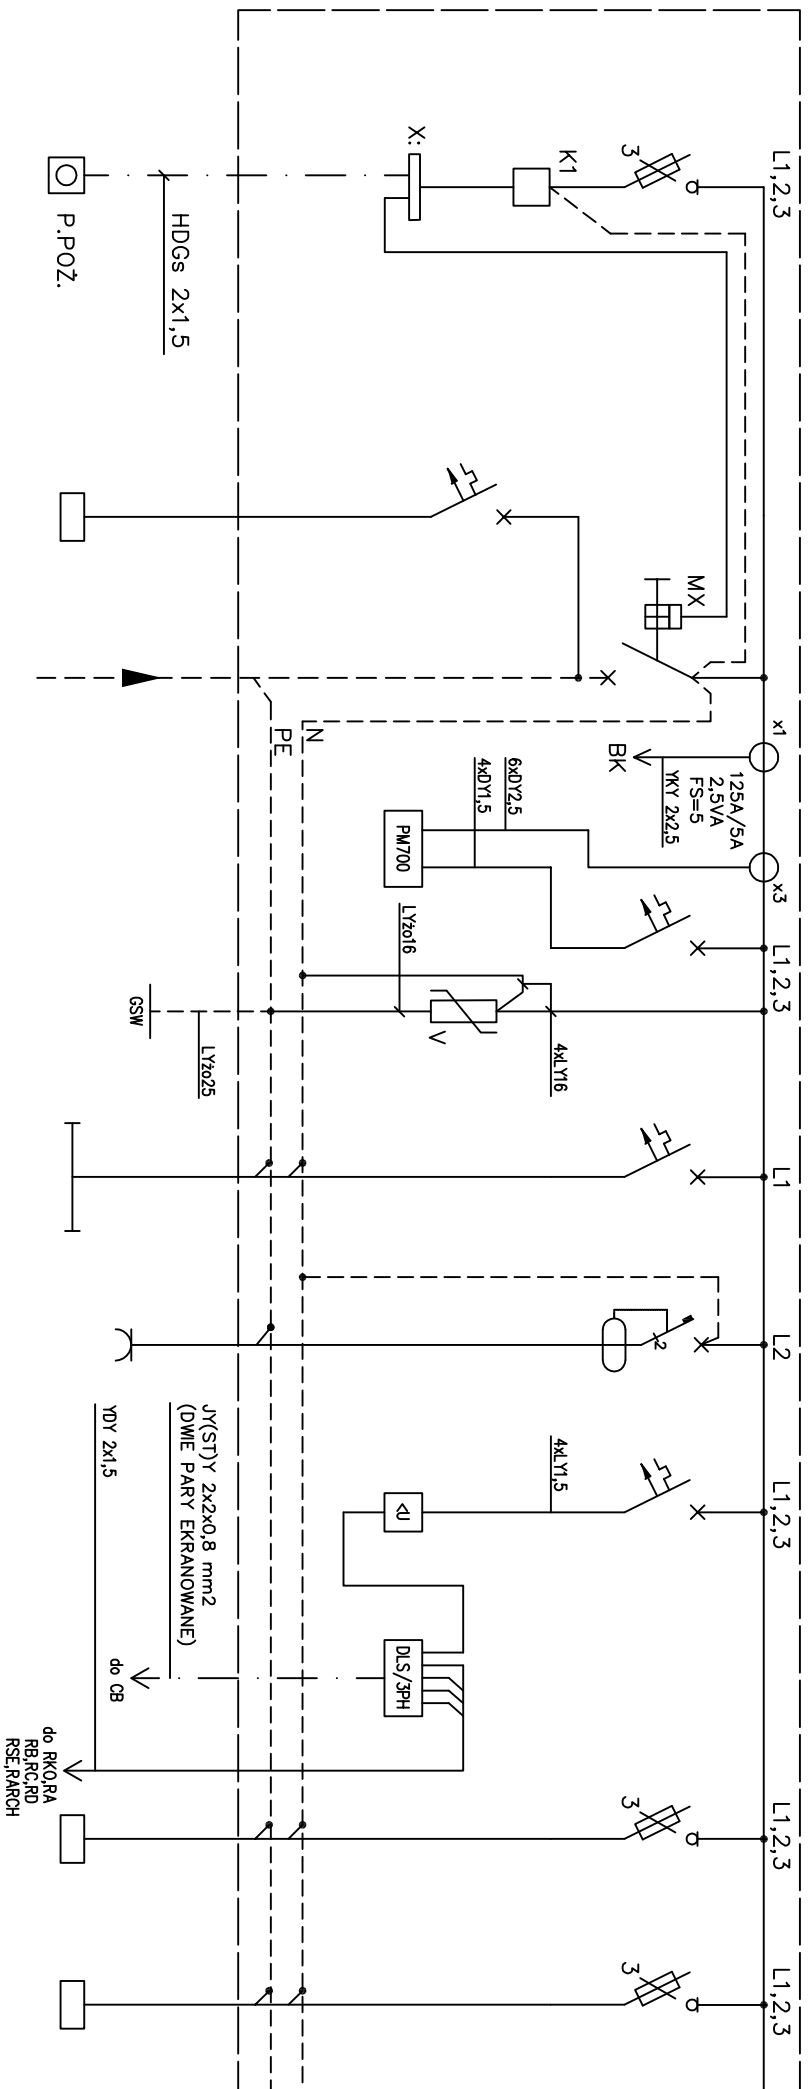 L1,2,3
3
K1
X:
HDGs 2x1,5
P.POŻ.
MX
N
PE
x1
125A/5A
2,5VA
FS=5
YKY 2x2,5
BK
x3
6xDY2,5
4xDY1,5
PM700
L1,2,3
LYżo16
V
4xLY16
GSW
LYżo25
L1
L2
2
L1,2,3
4xLY1,5
<U
DLS/3PH
JY(ST)Y 2x2x0,8 mm2
(DWIE PARY EKRANOWANE)
YDY 2x1,5
do CB
do RKO,RA
RB,RC,RD
RSE,RARCH
L1,2,3
3
L1,2,3
3